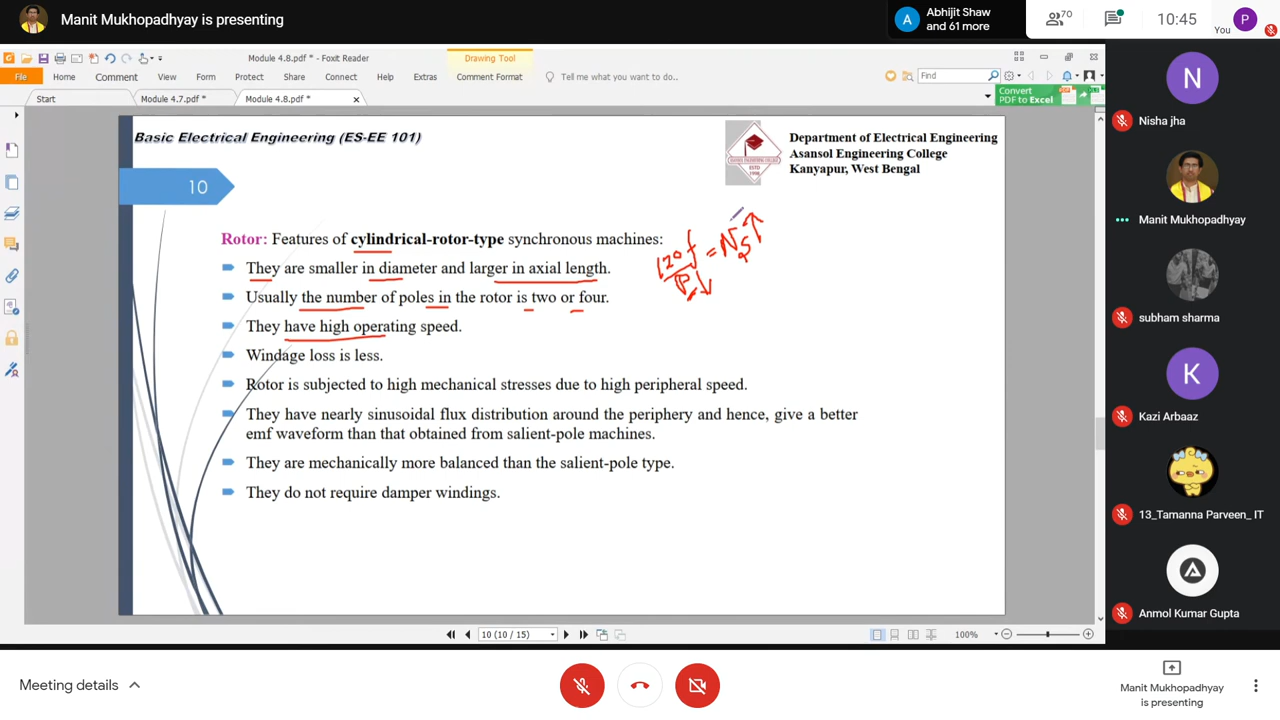 Manit Mukhopadhyay is presenting
A
Abhijit Shaw
and 61 more
70
10:45
You
P
Module 4.8.pdf * - Foxit Reader
Drawing Tool
File
Home
Comment
View
Form
Protect
Share
Connect
Help
Extras
Comment Format
Tell me what you want to do..
Find
Start
Module 4.7.pdf *
Module 4.8.pdf *
Convert
PDF to Excel
Basic Electrical Engineering (ES-EE 101)
Department of Electrical Engineering
Asansol Engineering College
Kanyapur, West Bengal
10
Rotor: Features of cylindrical-rotor-type synchronous machines:
They are smaller in diameter and larger in axial length.
Usually the number of poles in the rotor is two or four.
They have high operating speed.
Windage loss is less.
Rotor is subjected to high mechanical stresses due to high peripheral speed.
They have nearly sinusoidal flux distribution around the periphery and hence, give a better
emf waveform than that obtained from salient-pole machines.
They are mechanically more balanced than the salient-pole type.
They do not require damper windings.
120f/P↓ = Ns↑
10 (10 / 15)
100%
N
Nisha jha
Manit Mukhopadhyay
subham sharma
K
Kazi Arbaaz
13_Tamanna Parveen_ IT
Anmol Kumar Gupta
Meeting details
Manit Mukhopadhyay
is presenting